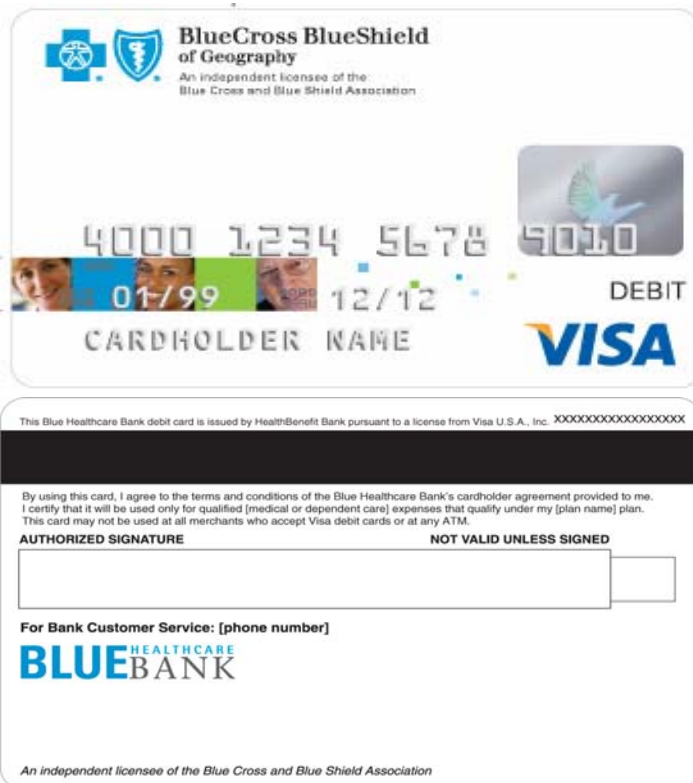 BlueCross BlueShield
of Geography
An independent licensee of the
Blue Cross and Blue Shield Association
4000 1234 5678 9010
01/99 12/12
DEBIT
CARDHOLDER NAME
VISA
This Blue Healthcare Bank debit card is issued by HealthBenefit Bank pursuant to a license from Visa U.S.A., Inc. XXXXXXXXXXXXXXXXX
By using this card, I agree to the terms and conditions of the Blue Healthcare Bank's cardholder agreement provided to me.
I certify that it will be used only for qualified [medical or dependent care] expenses that qualify under my [plan name] plan.
This card may not be used at all merchants who accept Visa debit cards or at any ATM.
AUTHORIZED SIGNATURE NOT VALID UNLESS SIGNED
For Bank Customer Service: [phone number]
BLUE HEALTHCARE BANK
An independent licensee of the Blue Cross and Blue Shield Association